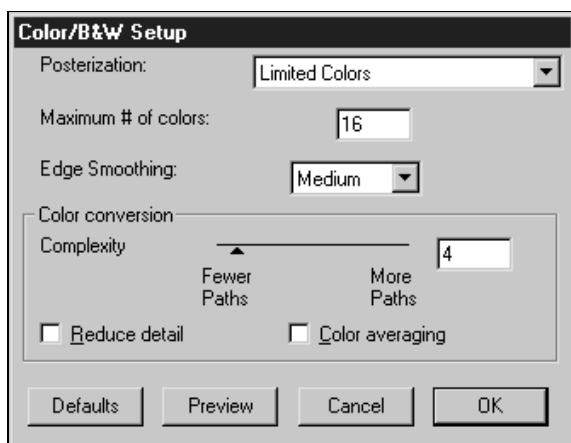 Color/B&W Setup
Posterization: Limited Colors
Maximum # of colors: 16
Edge Smoothing: Medium
Color conversion
Complexity 4
Fewer Paths More Paths
Reduce detail Color averaging
Defaults Preview Cancel OK